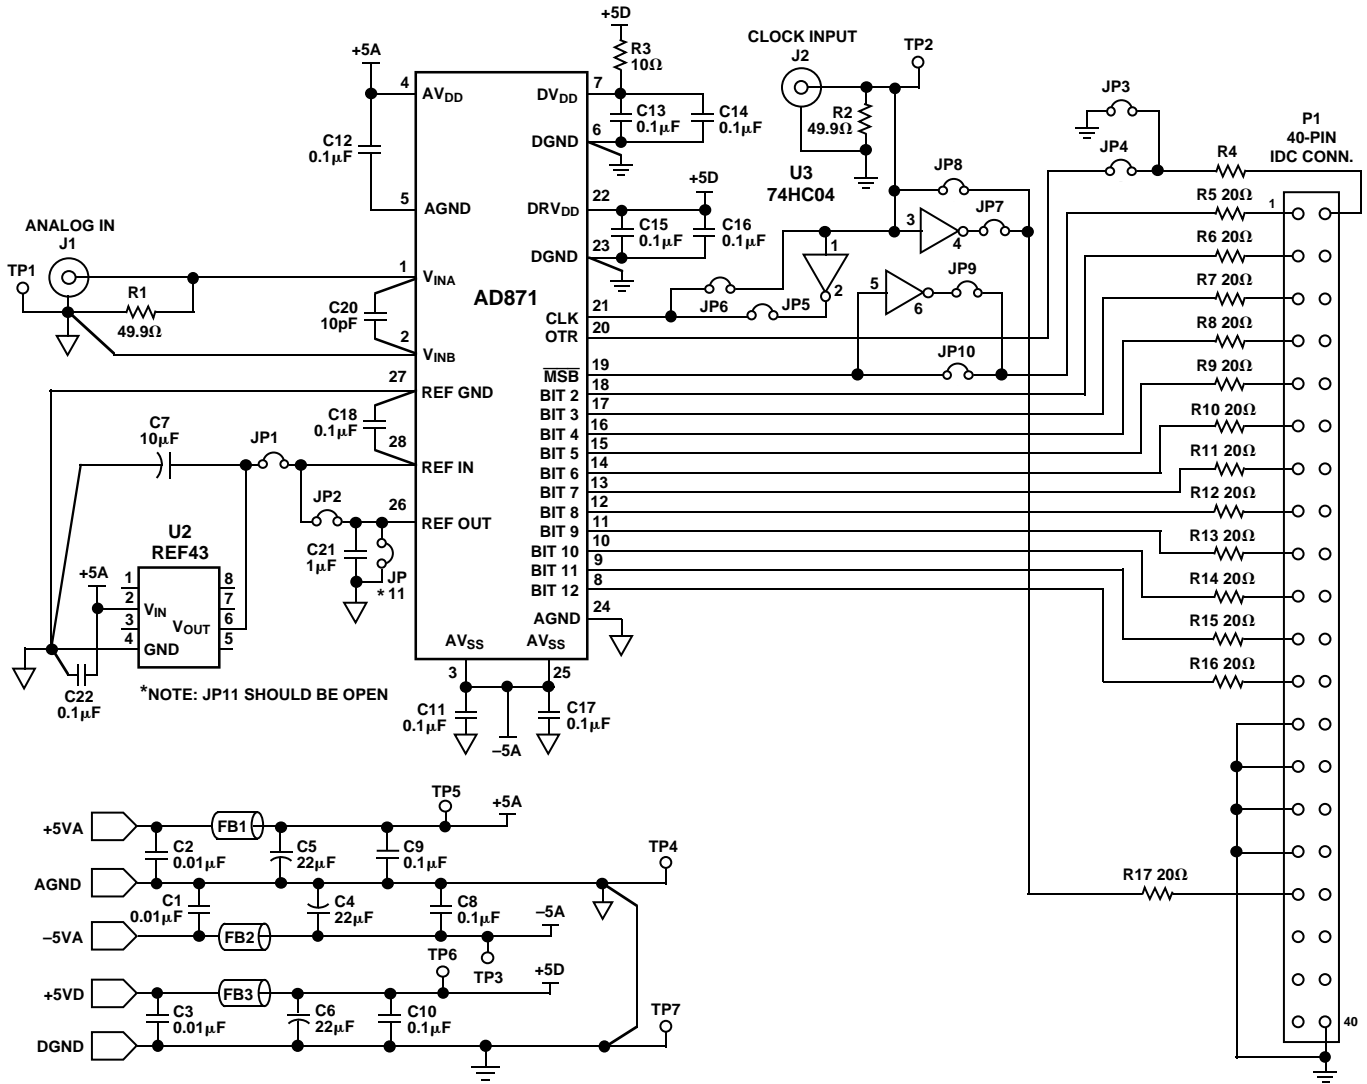 +5D
R3
10Ω
+5A
4
AVDD
DVDD
7
C13
0.1µF
C14
0.1µF
6
DGND
C12
0.1µF
5
AGND
+5D
22
DRVDD
C15
0.1µF
C16
0.1µF
23
DGND
CLOCK INPUT
J2
TP2
R2
49.9Ω
U3
74HC04
JP8
3
4
JP7
1
2
5
6
JP9
JP6
JP5
JP10
JP3
JP4
R4
P1
40-PIN
IDC CONN.
1
R5 20Ω
R6 20Ω
R7 20Ω
R8 20Ω
R9 20Ω
R10 20Ω
R11 20Ω
R12 20Ω
R13 20Ω
R14 20Ω
R15 20Ω
R16 20Ω
R17 20Ω
40
ANALOG IN
J1
TP1
R1
49.9Ω
1
VINA
C20
10pF
2
VINB
AD871
27
REF GND
C18
0.1µF
28
REF IN
26
REF OUT
CLK
21
OTR
20
MSB
19
BIT 2
18
BIT 3
17
BIT 4
16
BIT 5
15
BIT 6
14
BIT 7
13
BIT 8
12
BIT 9
11
BIT 10
10
BIT 11
9
BIT 12
8
AGND
24
AVSS
3
AVSS
25
C7
10µF
JP1
JP2
C21
1µF
JP
*11
U2
REF43
+5A
1
2
3
4
VIN
VOUT
GND
8
7
6
5
C22
0.1µF
*NOTE: JP11 SHOULD BE OPEN
C11
0.1µF
–5A
C17
0.1µF
+5VA
FB1
TP5
+5A
C2
0.01µF
C5
22µF
C9
0.1µF
TP4
AGND
C1
0.01µF
C4
22µF
C8
0.1µF
–5A
–5VA
FB2
TP3
TP6
+5D
+5VD
FB3
C3
0.01µF
C6
22µF
C10
0.1µF
TP7
DGND